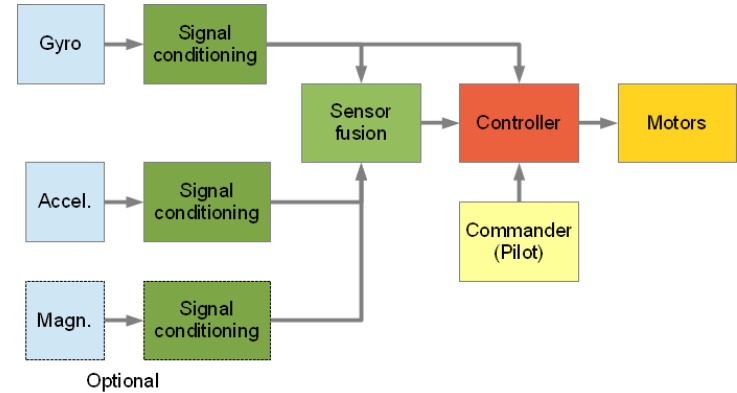 Gyro
Signal
conditioning
Sensor
fusion
Controller
Motors
Accel.
Signal
conditioning
Commander
(Pilot)
Magn.
Signal
conditioning
Optional